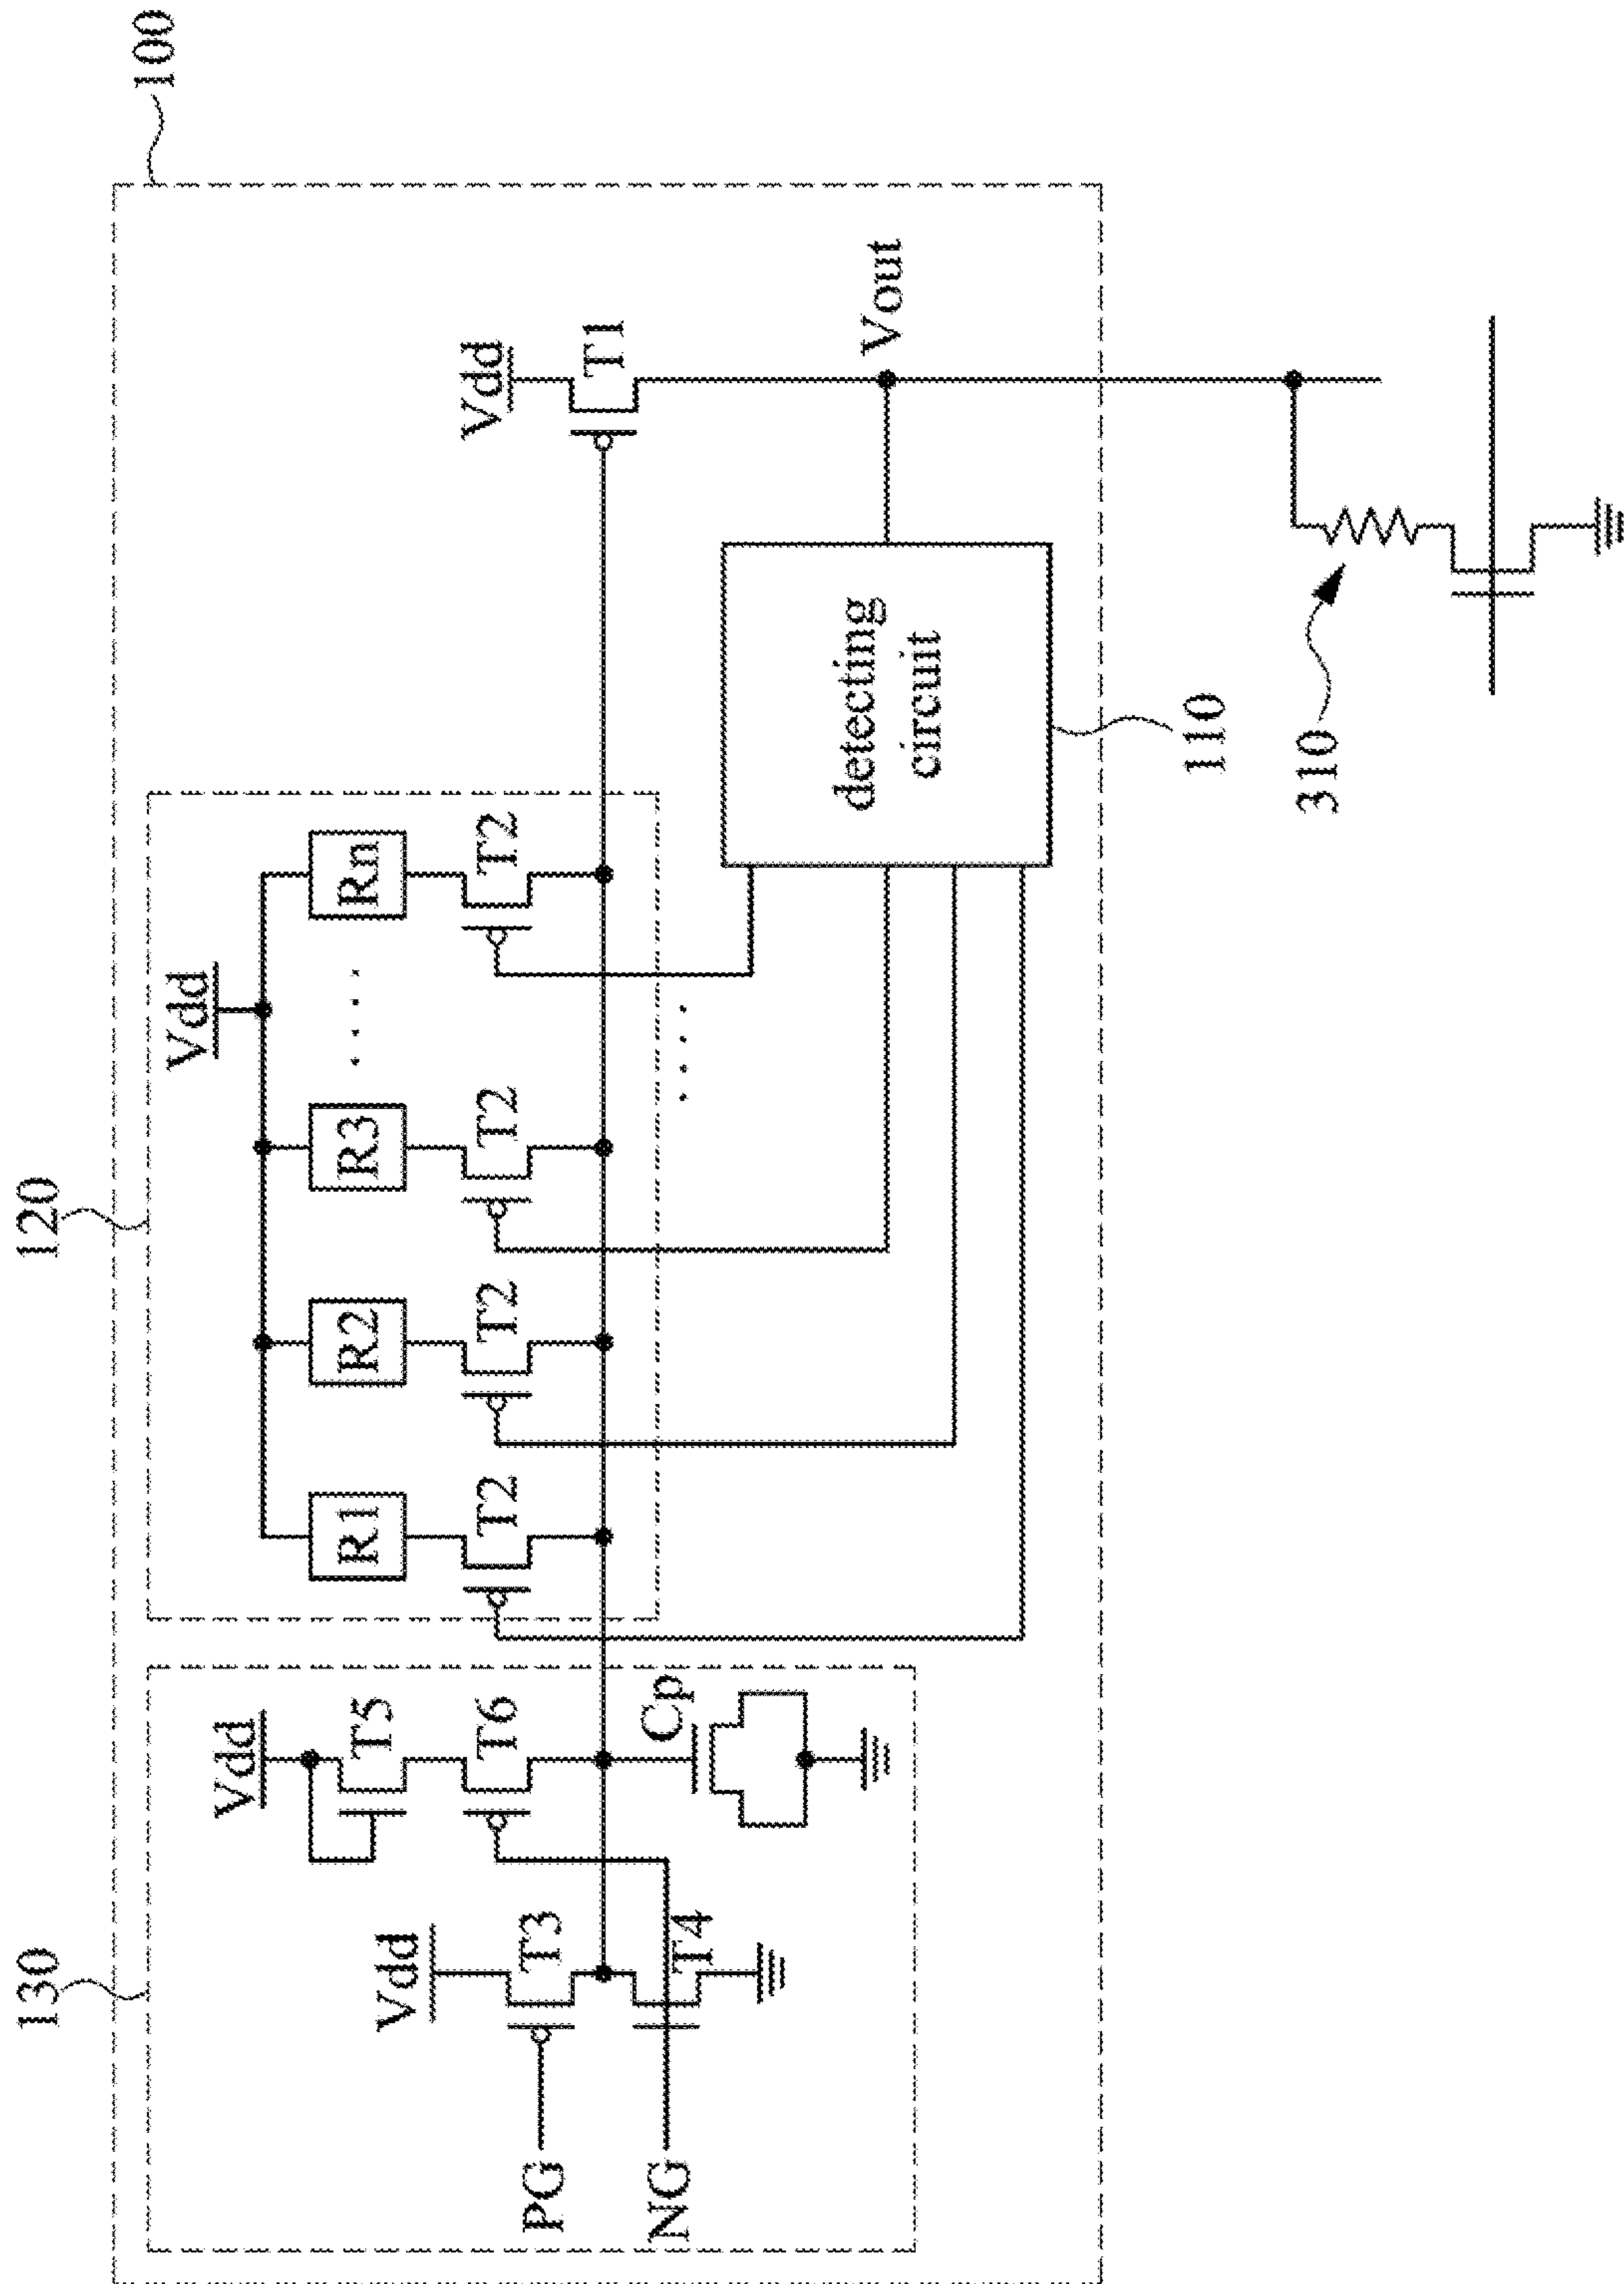 100
130
120
Vdd
Vdd
Vdd
Vdd
R1
R2
R3
. . . .
Rn
T5
T6
T3
T4
T2
T2
T2
T2
T1
PG
NG
Cp
. . . .
detecting
circuit
Vout
110
310